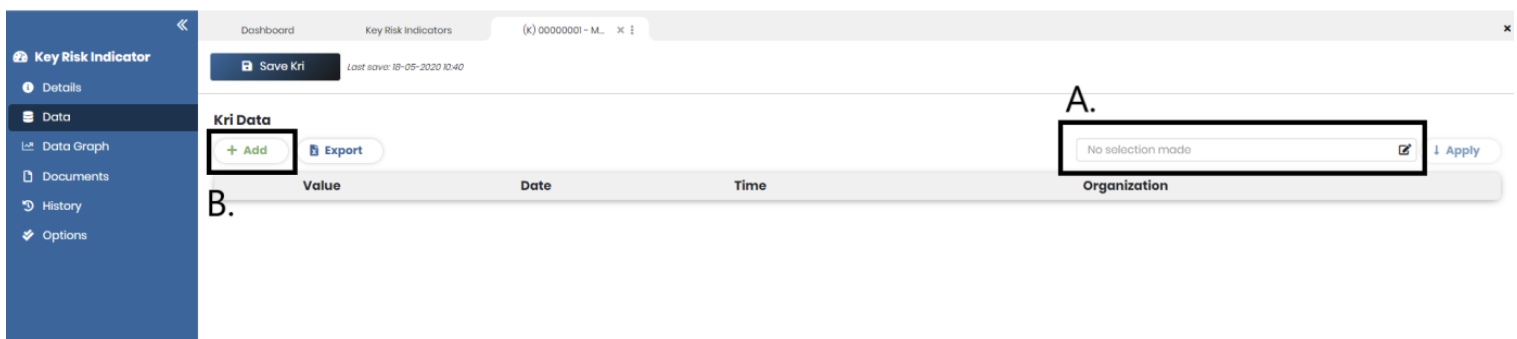 Dashboard Key Risk Indicators (K) 00000001 - M...
Key Risk Indicator
Save Kri Last save: 18-05-2020 10:40
Details
A.
Data
Kri Data
Data Graph
+ Add Export No selection made Apply
Documents
Value Date Time Organization
B.
History
Options